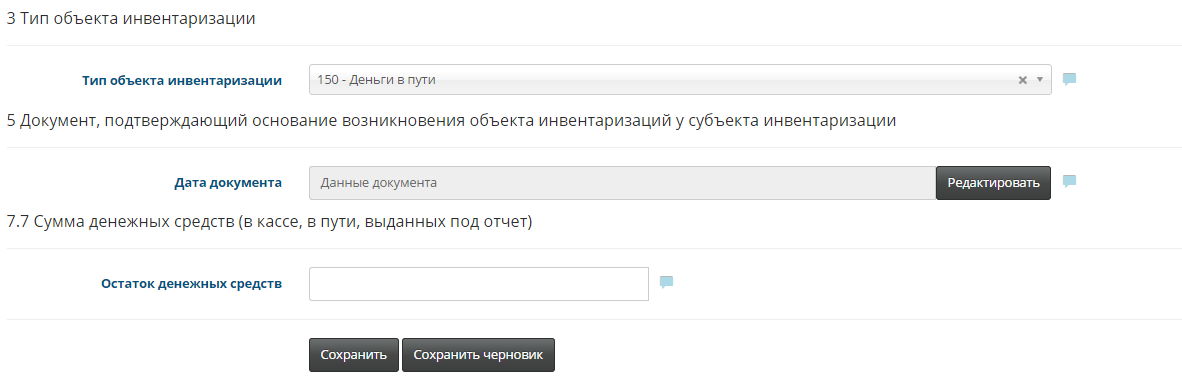 3 Тип объекта инвентаризации
Тип объекта инвентаризации 150 - Деньги в пути
5 Документ, подтверждающий основание возникновения объекта инвентаризаций у субъекта инвентаризации
Дата документа Данные документа Редактировать
7.7 Сумма денежных средств (в кассе, в пути, выданных под отчет)
Остаток денежных средств
Сохранить Сохранить черновик